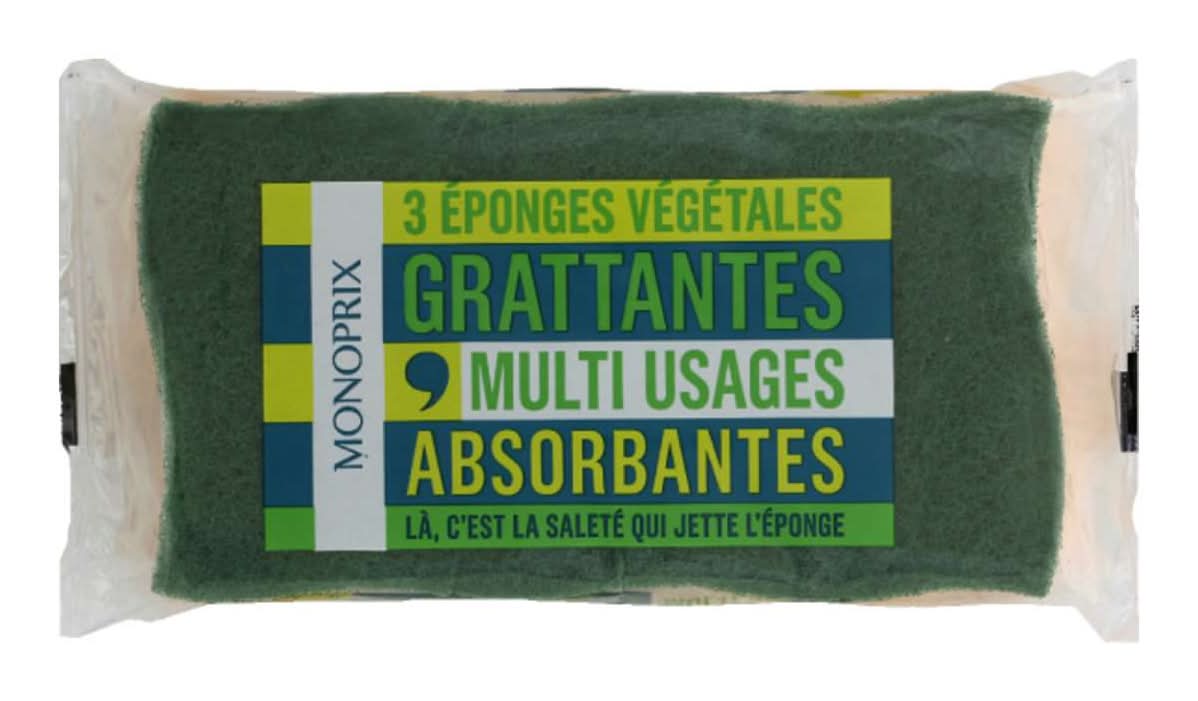 MONOPRIX
3 ÉPONGES VÉGÉTALES
GRATTANTES
, MULTI USAGES
ABSORBANTES
LÀ, C'EST LA SALETÉ QUI JETTE L'ÉPONGE